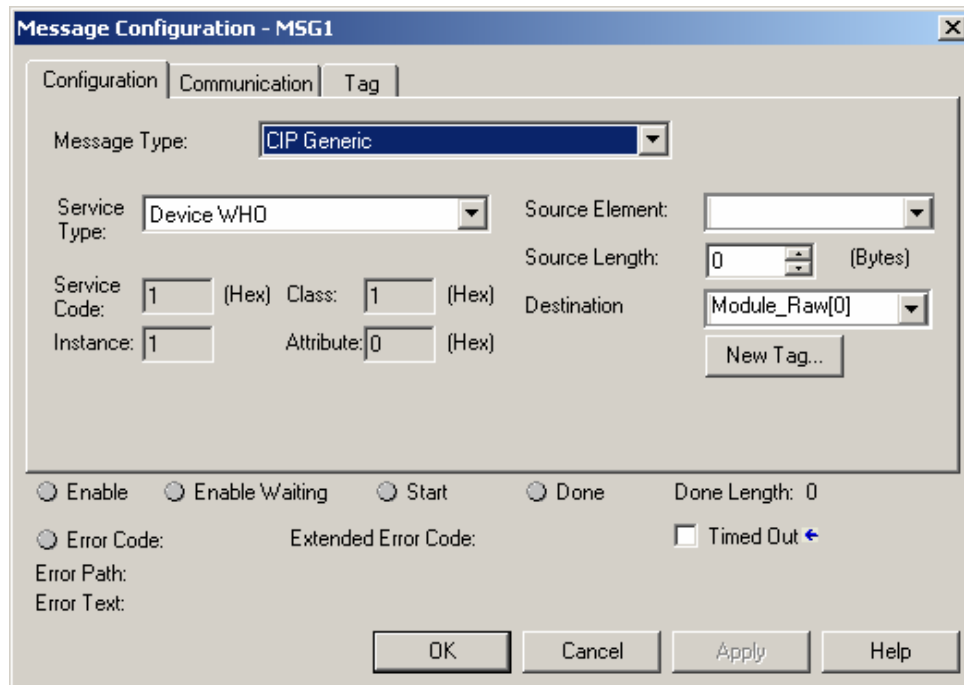 Message Configuration - MSG1
Configuration Communication Tag
Message Type: CIP Generic
Service Type: Device WHO
Source Element:
Source Length: 0 (Bytes)
Service Code: 1 (Hex) Class: 1 (Hex)
Destination Module_Raw[0]
Instance: 1 Attribute: 0 (Hex)
New Tag...
Enable Enable Waiting Start Done Done Length: 0
Error Code: Extended Error Code: Timed Out
Error Path:
Error Text:
OK Cancel Apply Help